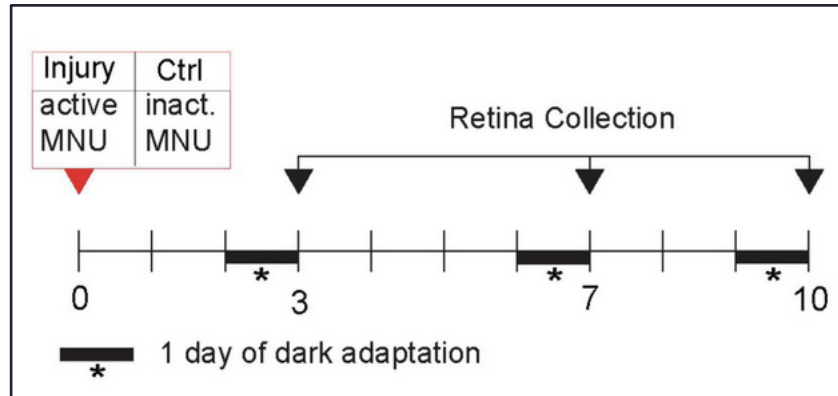 Injury Ctrl
active inact.
MNU MNU
Retina Collection
* * *
0 3 7 10
* 1 day of dark adaptation